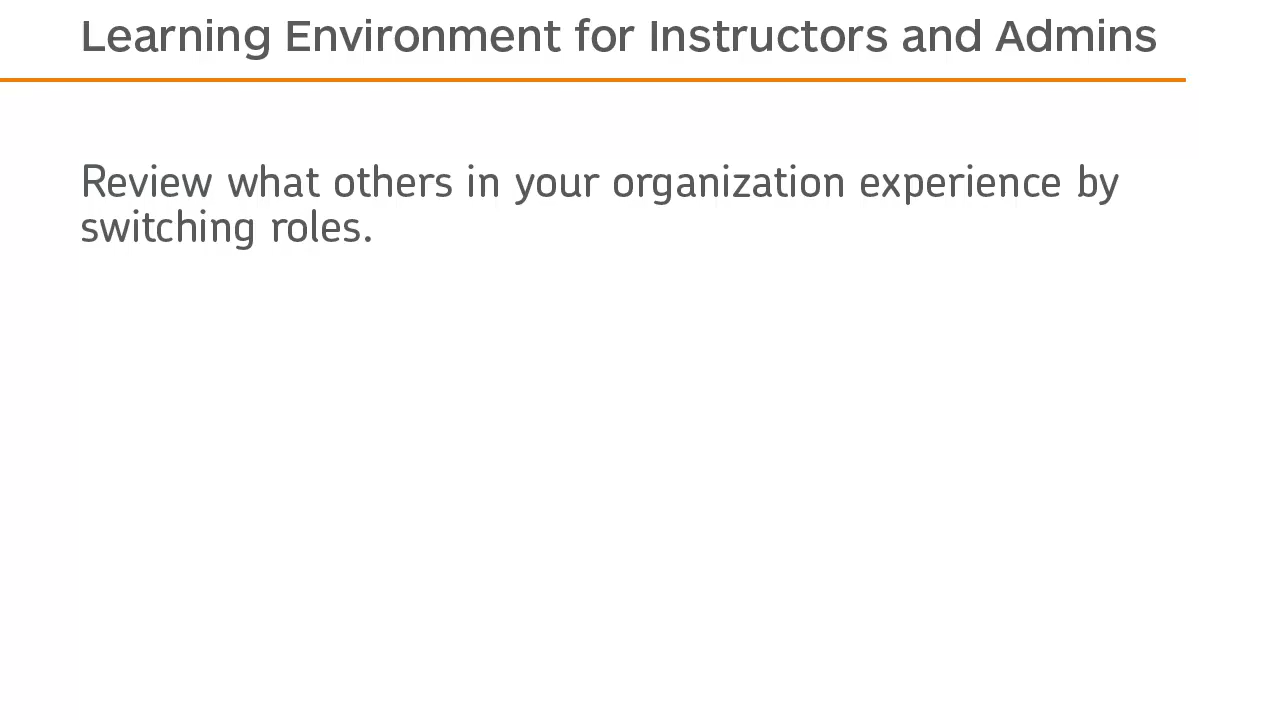 Learning Environment for Instructors and Admins
Review what others in your organization experience by
switching roles.